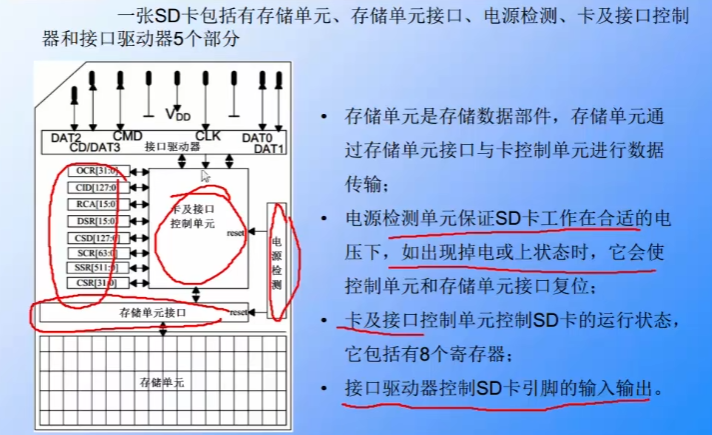 一张SD卡包括有存储单元、存储单元接口、电源检测、卡及接口控制
器和接口驱动器5个部分
VDD
DAT2 CMD CLK DAT0
CD/DAT3 接口驱动器 DAT1
OCR[31:0]
CID[127:0]
RCA[15:0]
DSR[15:0]
CSD[127:0]
SCR[63:0]
SSR[511:0]
CSR[31:0]
卡及接口
控制单元
reset
电源检测
存储单元接口 reset
存储单元
• 存储单元是存储数据部件，存储单元通
过存储单元接口与卡控制单元进行数据
传输；
• 电源检测单元保证SD卡工作在合适的电
压下，如出现掉电或上状态时，它会使
控制单元和存储单元接口复位；
• 卡及接口控制单元控制SD卡的运行状态，
它包括有8个寄存器；
• 接口驱动器控制SD卡引脚的输入输出。